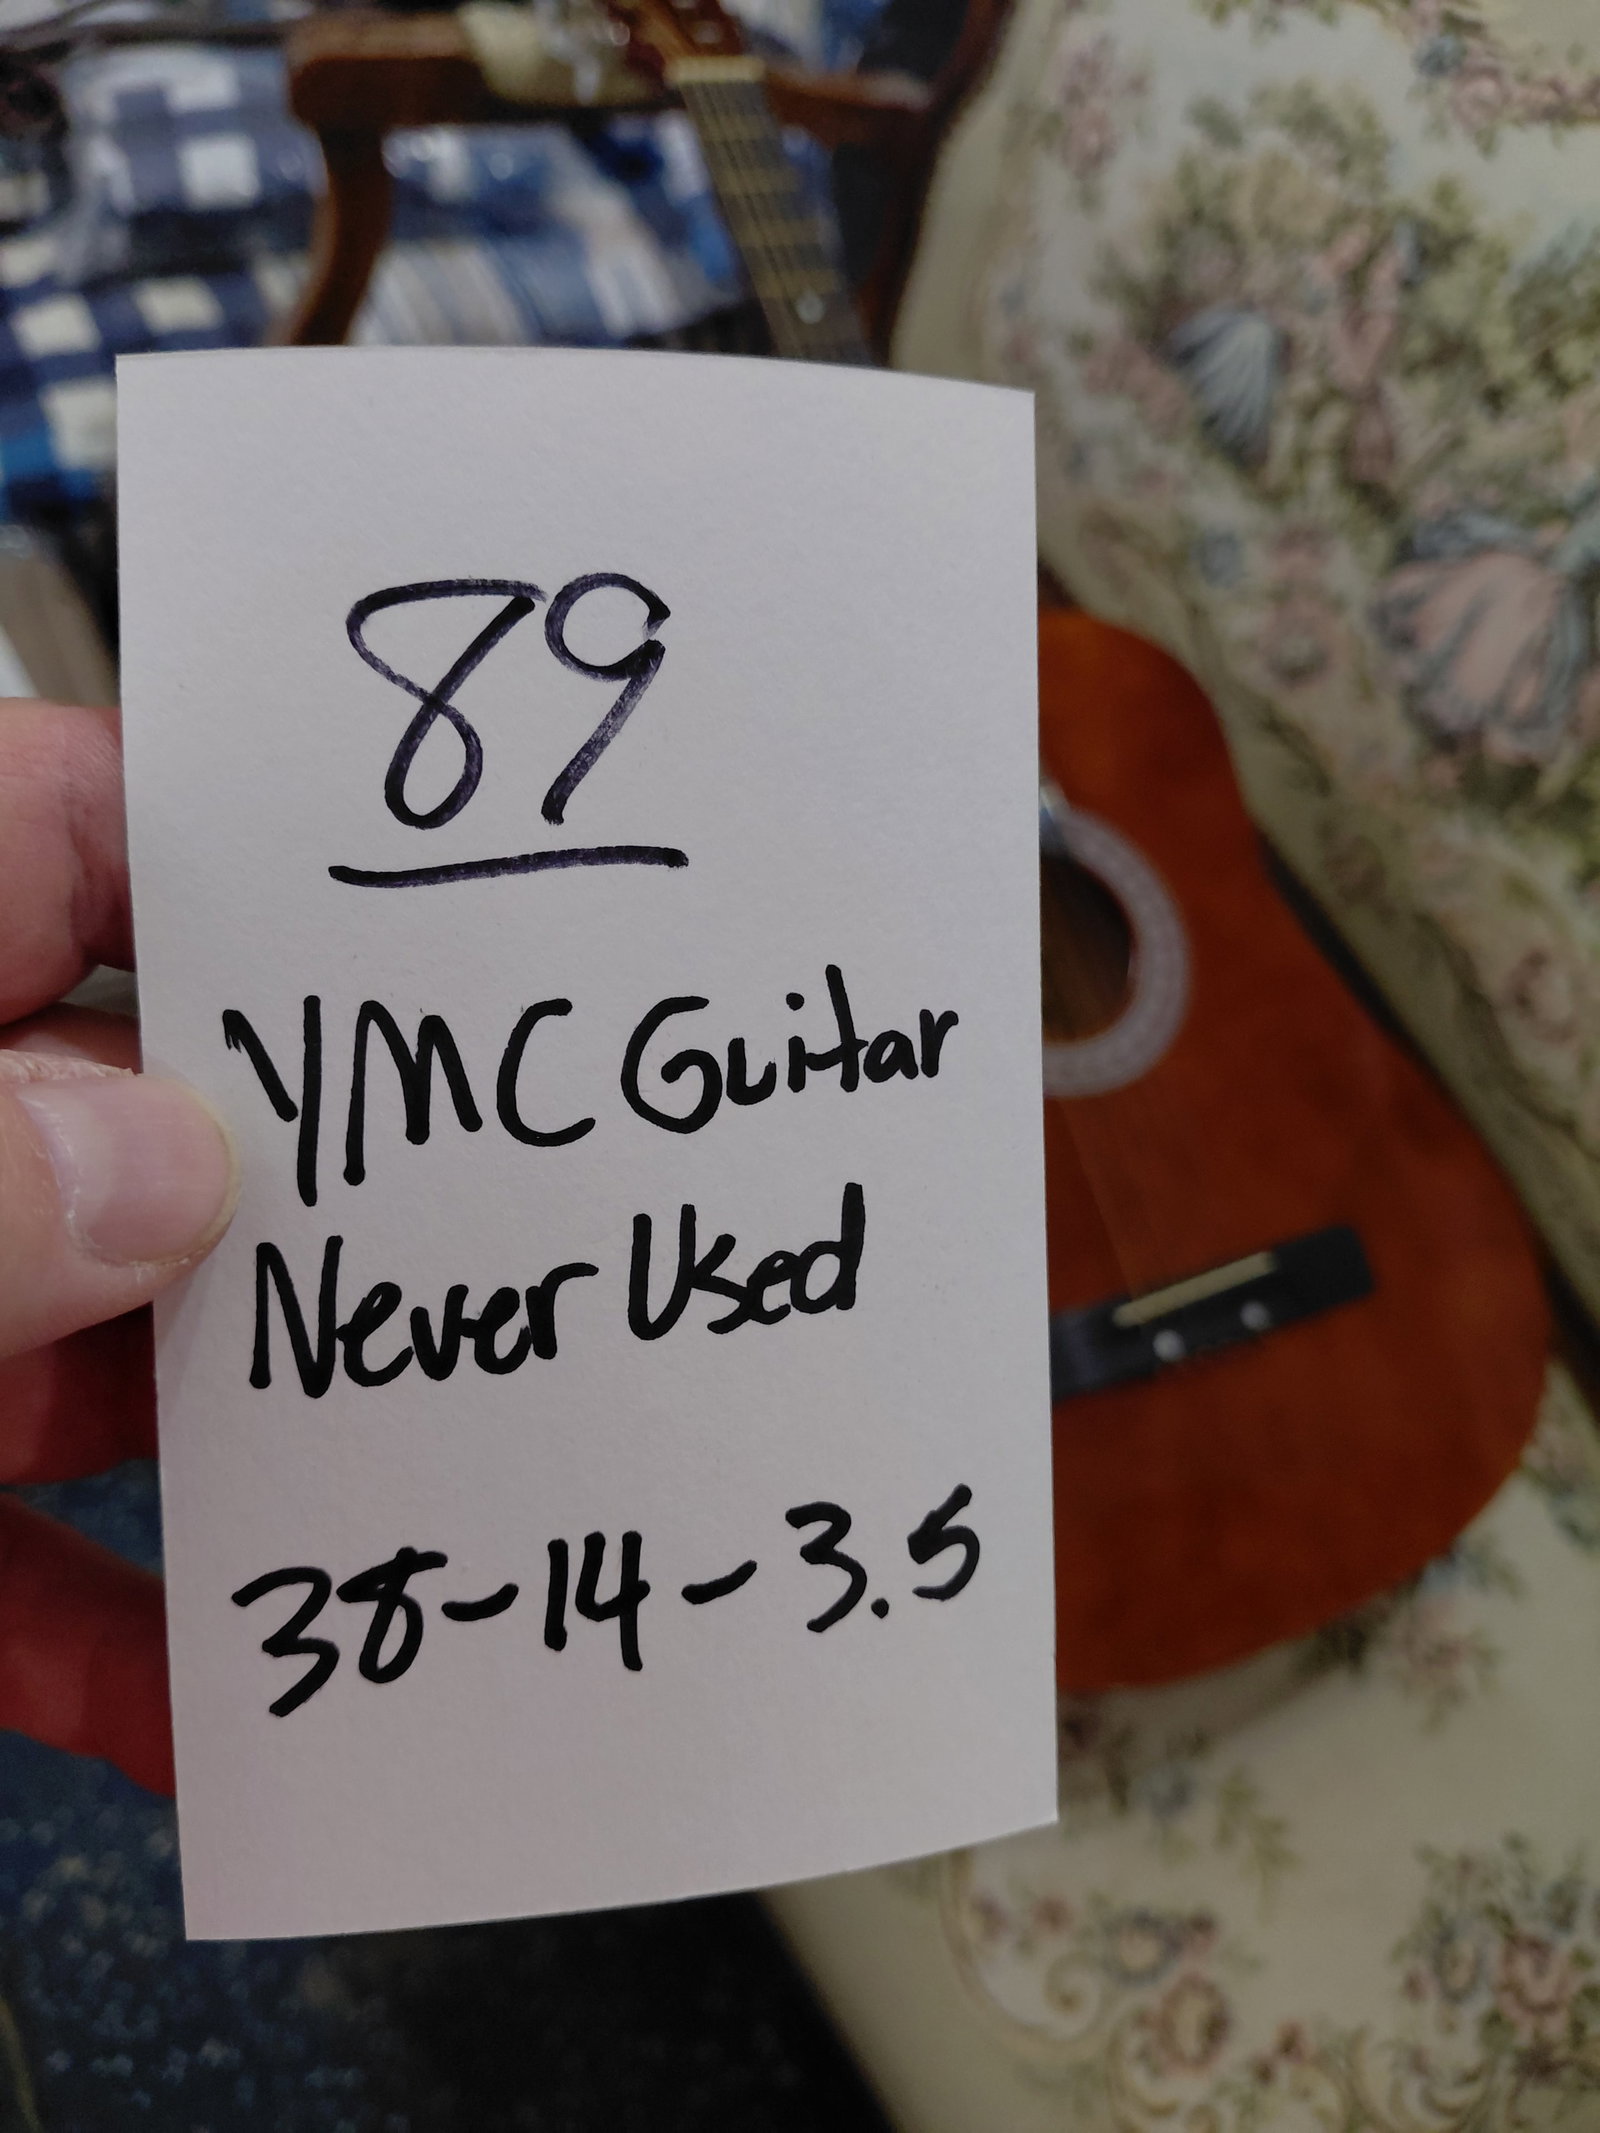 89
YMC Guitar
Never Used
38-14-3.5